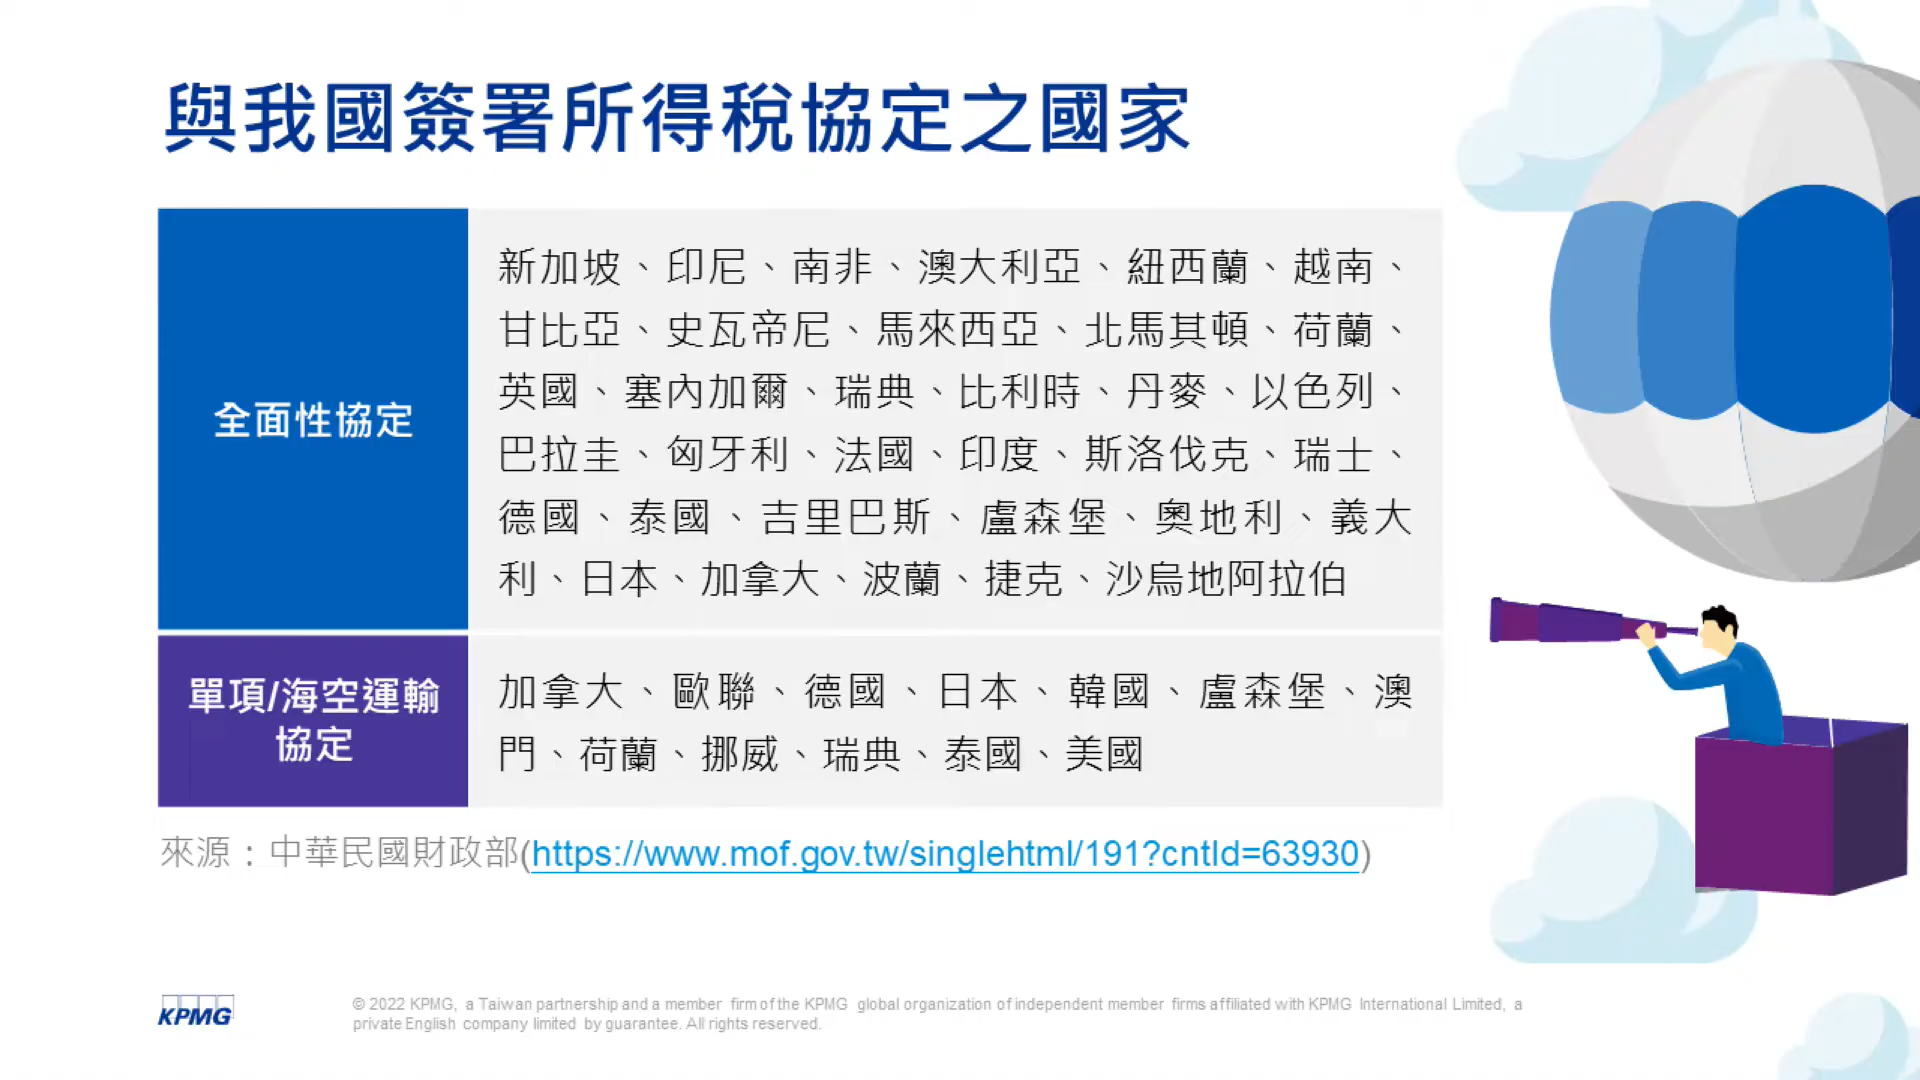 與我國簽署所得稅協定之國家
全面性協定
新加坡、印尼、南非、澳大利亞、紐西蘭、越南、
甘比亞、史瓦帝尼、馬來西亞、北馬其頓、荷蘭、
英國、塞內加爾、瑞典、比利時、丹麥、以色列、
巴拉圭、匈牙利、法國、印度、斯洛伐克、瑞士、
德國、泰國、吉里巴斯、盧森堡、奧地利、義大
利、日本、加拿大、波蘭、捷克、沙烏地阿拉伯
單項/海空運輸
協定
加拿大、歐聯、德國、日本、韓國、盧森堡、澳
門、荷蘭、挪威、瑞典、泰國、美國
來源：中華民國財政部(https://www.mof.gov.tw/singlehtml/191?cntId=63930)
KPMG
© 2022 KPMG, a Taiwan partnership and a member firm of the KPMG global organization of independent member firms affiliated with KPMG International Limited, a
private English company limited by guarantee. All rights reserved.